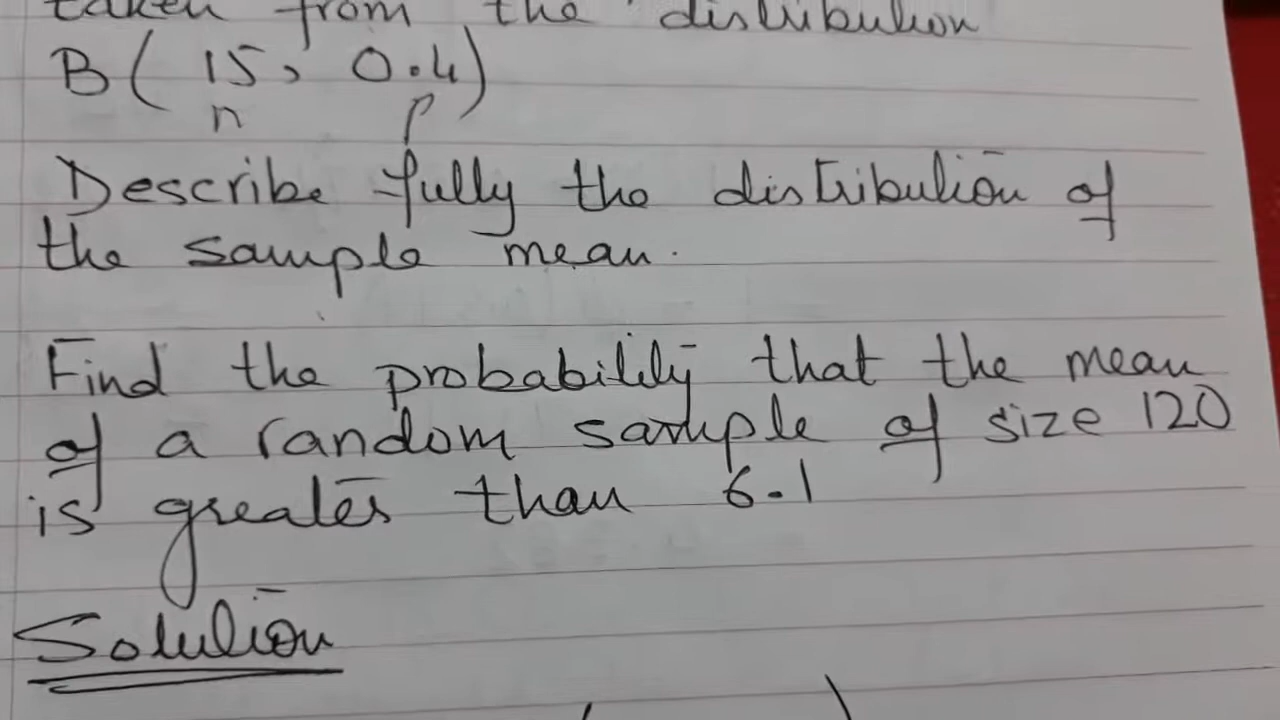 taken from the distribution
B ( 15, 0.4)
n p
Describe fully the distribution of
the sample mean.
Find the probability that the mean
of a random sample of size 120
is greater than 6.1
Solution